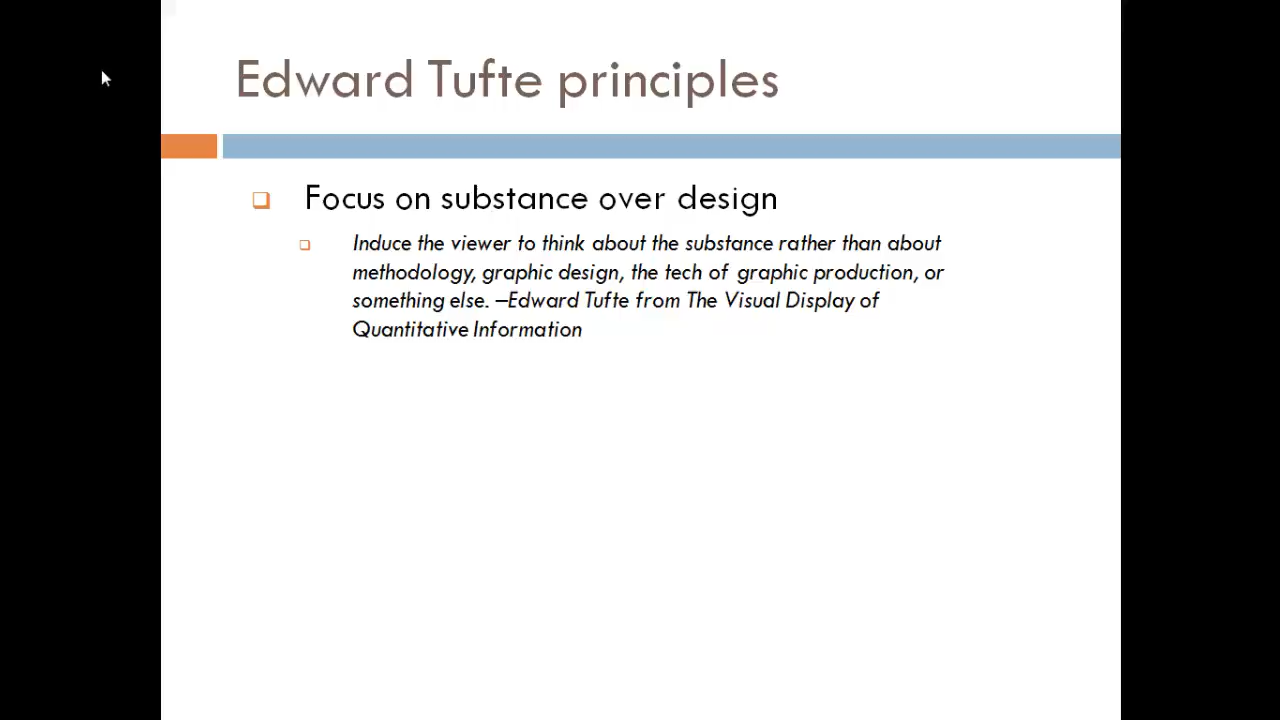 Edward Tufte principles
Focus on substance over design
Induce the viewer to think about the substance rather than about
methodology, graphic design, the tech of graphic production, or
something else. –Edward Tufte from The Visual Display of
Quantitative Information